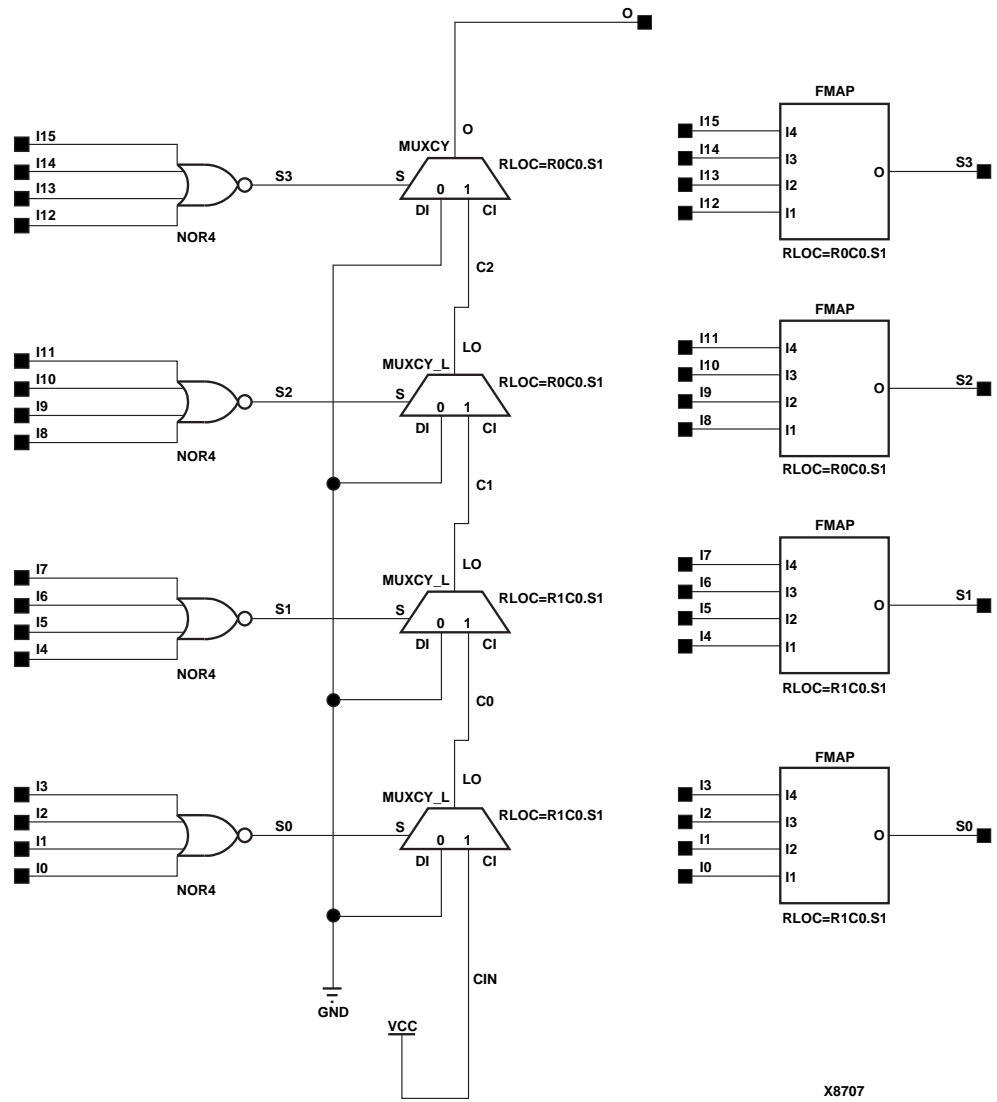 O
FMAP
I15
I14
I13
I12
S3
NOR4
MUXCY
O
RLOC=R0C0.S1
S
0 1
DI CI
C2
I15
I14
I13
I12
I4
I3
I2
I1
O
S3
RLOC=R0C0.S1
FMAP
I11
I10
I9
I8
S2
NOR4
MUXCY_L
LO
RLOC=R0C0.S1
S
0 1
DI CI
C1
I11
I10
I9
I8
I4
I3
I2
I1
O
S2
RLOC=R0C0.S1
FMAP
I7
I6
I5
I4
S1
NOR4
MUXCY_L
LO
RLOC=R1C0.S1
S
0 1
DI CI
C0
I7
I6
I5
I4
I4
I3
I2
I1
O
S1
RLOC=R1C0.S1
FMAP
I3
I2
I1
I0
S0
NOR4
MUXCY_L
LO
RLOC=R1C0.S1
S
0 1
DI CI
CIN
I3
I2
I1
I0
I4
I3
I2
I1
O
S0
RLOC=R1C0.S1
GND
VCC
X8707